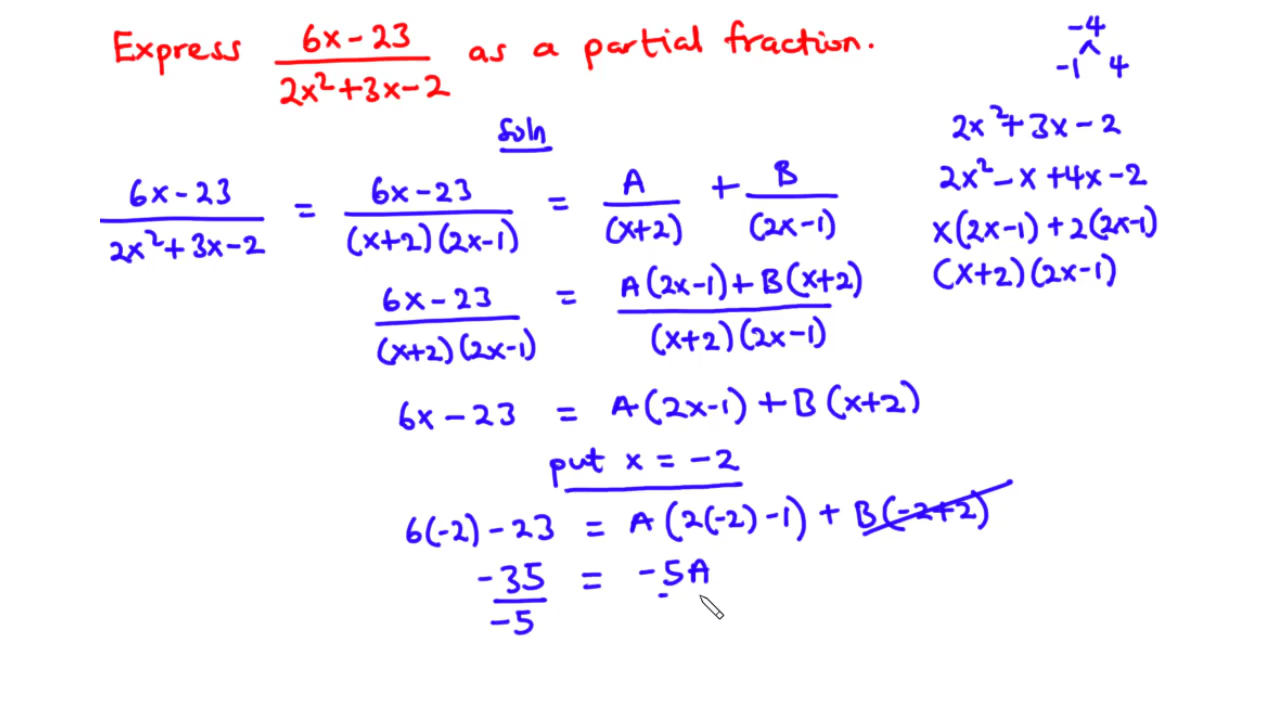 Express (6x-23)/(2x²+3x-2) as a partial fraction.
-4
-1 4
Soln
2x²+3x-2
2x²-x+4x-2
x(2x-1)+2(2x-1)
(x+2)(2x-1)
(6x-23)/(2x²+3x-2) = (6x-23)/((x+2)(2x-1)) = A/(x+2) + B/(2x-1)
(6x-23)/((x+2)(2x-1)) = (A(2x-1)+B(x+2))/((x+2)(2x-1))
6x-23 = A(2x-1)+B(x+2)
put x = -2
6(-2)-23 = A(2(-2)-1)+B(-2+2)
-35 = -5A
-5 -